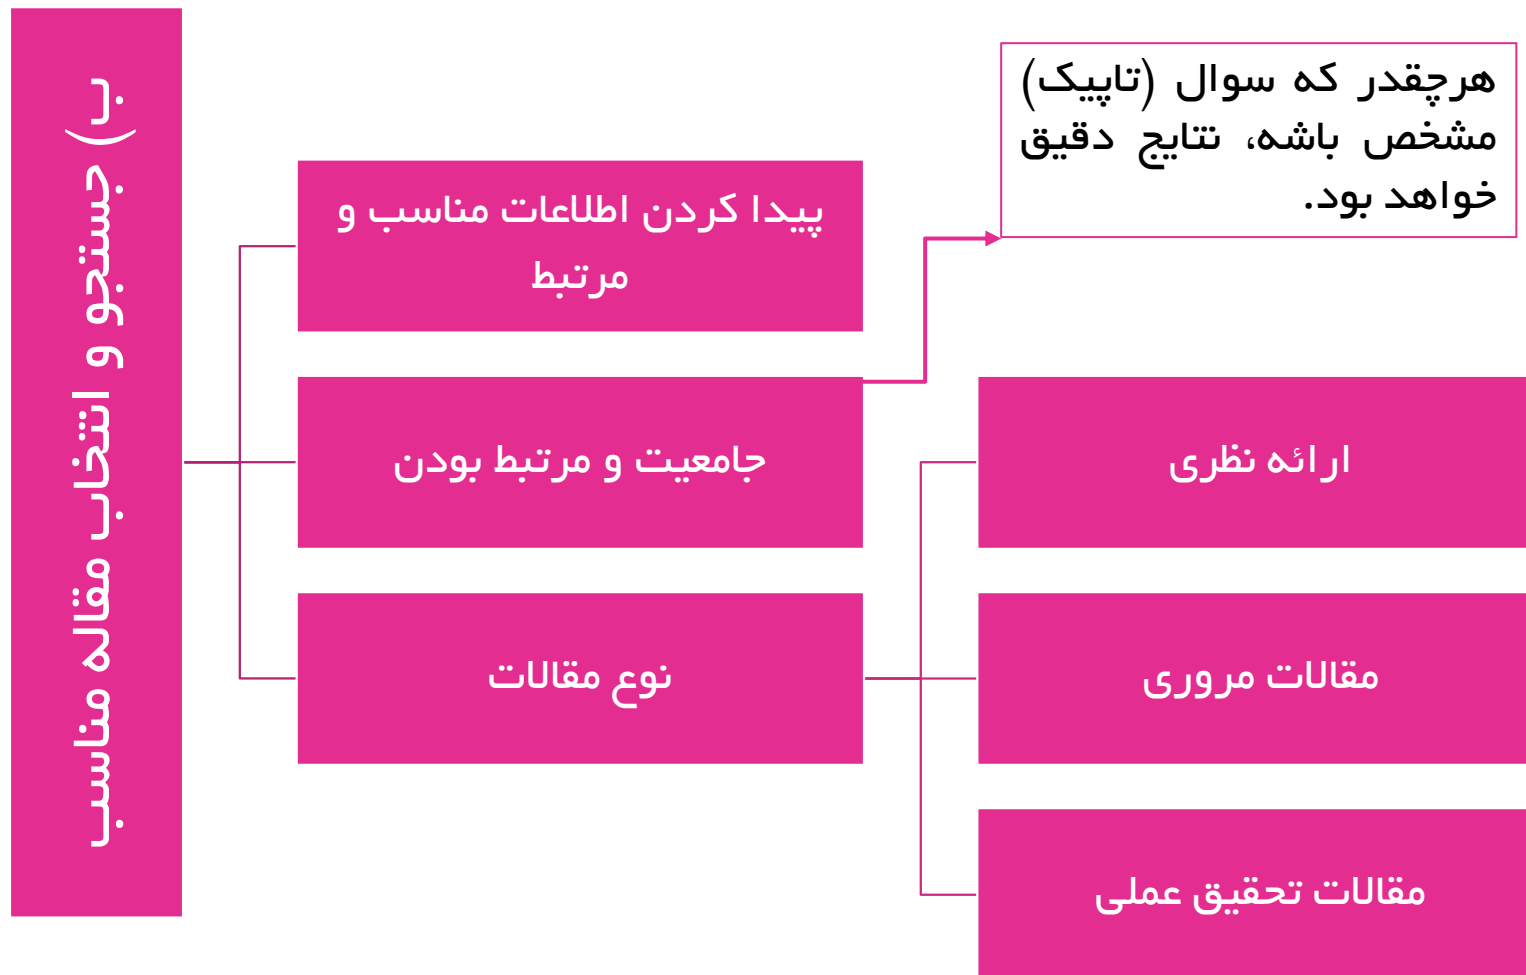 ب) جستجو و انتخاب مقاله مناسب
پیدا کردن اطلاعات مناسب و
مرتبط
هرچقدر که سوال (تاپیک)
مشخص باشه، نتایج دقیق
خواهد بود.
جامعیت و مرتبط بودن
نوع مقالات
ارائه نظری
مقالات مروری
مقالات تحقیق عملی